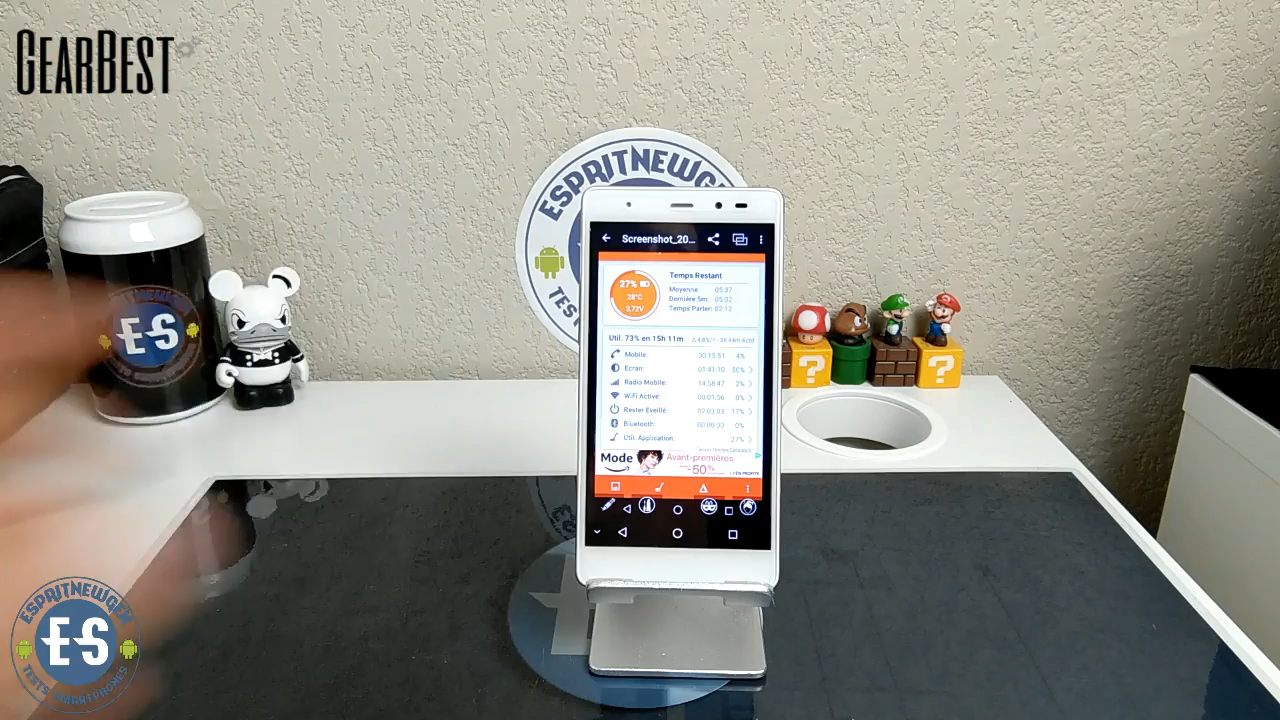 GEARBEST
ESPRITNEWG
TES
ES
Screenshot_20...
27%
28°C
3,72V
Temps Restant
Moyenne: 05:37
Dernière 5m: 05:02
Temps Parler: 02:12
Util. 73% en 15h 11m
Mobile: 00:15:51 4%
Ecran: 01:41:10 50%
Radio Mobile: 14:58:47 2%
WiFi Active: 00:01:56 0%
Rester Eveillé: 02:03:03 17%
Bluetooth: 00:00:00 0%
Util. Application: 27%
Mode
Avant-premières
-50%
?
?
ESPRITNEWGEN
ES
TESTS SMARTPHONES